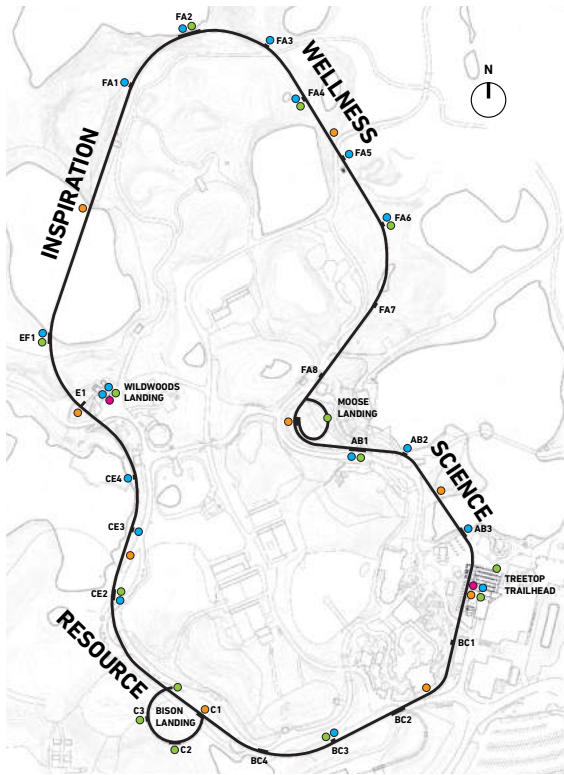 FA2
FA3
N
WELLNESS
FA1
FA4
FA5
INSPIRATION
FA6
FA7
EF1
FA8
E1
WILDWOODS
LANDING
MOOSE
LANDING
AB1
AB2
SCIENCE
CE4
CE3
AB3
TREETOP
TRAILHEAD
CE2
RESOURCE
BC1
C3
BISON
LANDING
C1
BC2
C2
BC4
BC3